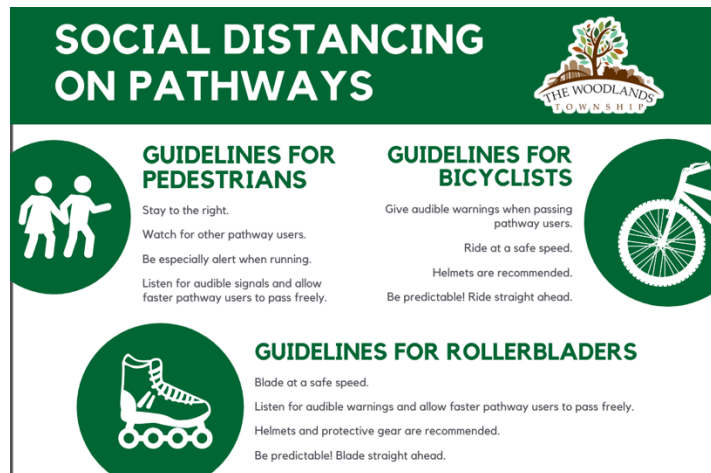 SOCIAL DISTANCING
ON PATHWAYS
THE WOODLANDS
TOWNSHIP
GUIDELINES FOR
PEDESTRIANS
Stay to the right.
Watch for other pathway users.
Be especially alert when running.
Listen for audible signals and allow
faster pathway users to pass freely.
GUIDELINES FOR
BICYCLISTS
Give audible warnings when passing
pathway users.
Ride at a safe speed.
Helmets are recommended.
Be predictable! Ride straight ahead.
GUIDELINES FOR ROLLERBLADERS
Blade at a safe speed.
Listen for audible warnings and allow faster pathway users to pass freely.
Helmets and protective gear are recommended.
Be predictable! Blade straight ahead.